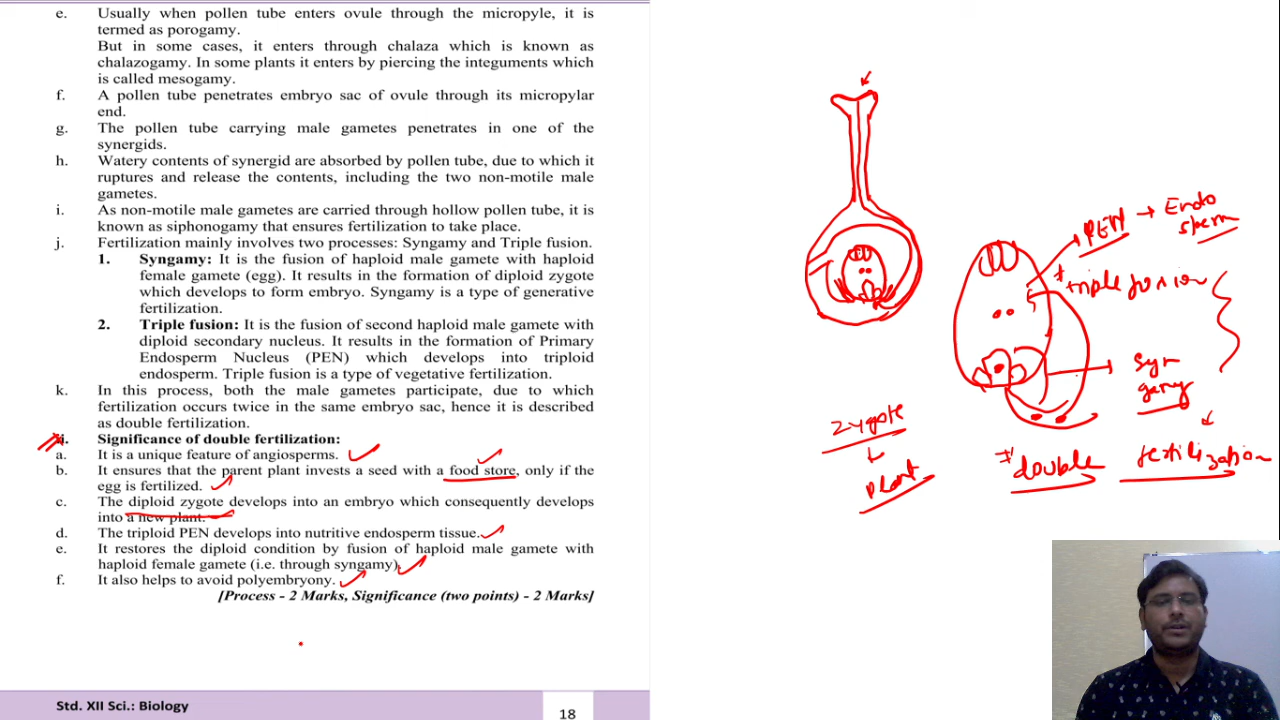 e. Usually when pollen tube enters ovule through the micropyle, it is
termed as porogamy.
But in some cases, it enters through chalaza which is known as
chalazogamy. In some plants it enters by piercing the integuments which
is called mesogamy.
f. A pollen tube penetrates embryo sac of ovule through its micropylar
end.
g. The pollen tube carrying male gametes penetrates in one of the
synergids.
h. Watery contents of synergid are absorbed by pollen tube, due to which it
ruptures and release the contents, including the two non-motile male
gametes.
i. As non-motile male gametes are carried through hollow pollen tube, it is
known as siphonogamy that ensures fertilization to take place.
j. Fertilization mainly involves two processes: Syngamy and Triple fusion.
1. Syngamy: It is the fusion of haploid male gamete with haploid
female gamete (egg). It results in the formation of diploid zygote
which develops to form embryo. Syngamy is a type of generative
fertilization.
2. Triple fusion: It is the fusion of second haploid male gamete with
diploid secondary nucleus. It results in the formation of Primary
Endosperm Nucleus (PEN) which develops into triploid
endosperm. Triple fusion is a type of vegetative fertilization.
k. In this process, both the male gametes participate, due to which
fertilization occurs twice in the same embryo sac, hence it is described
as double fertilization.
Significance of double fertilization:
a. It is a unique feature of angiosperms.
b. It ensures that the parent plant invests a seed with a food store, only if the
egg is fertilized.
c. The diploid zygote develops into an embryo which consequently develops
into a new plant.
d. The triploid PEN develops into nutritive endosperm tissue.
e. It restores the diploid condition by fusion of haploid male gamete with
haploid female gamete (i.e. through syngamy).
f. It also helps to avoid polyembryony.
[Process - 2 Marks, Significance (two points) - 2 Marks]
Std. XII Sci.: Biology
18
PEN → Endo
sperm
triple fusion
Syn
gamy
zygote
plant
double fertilization